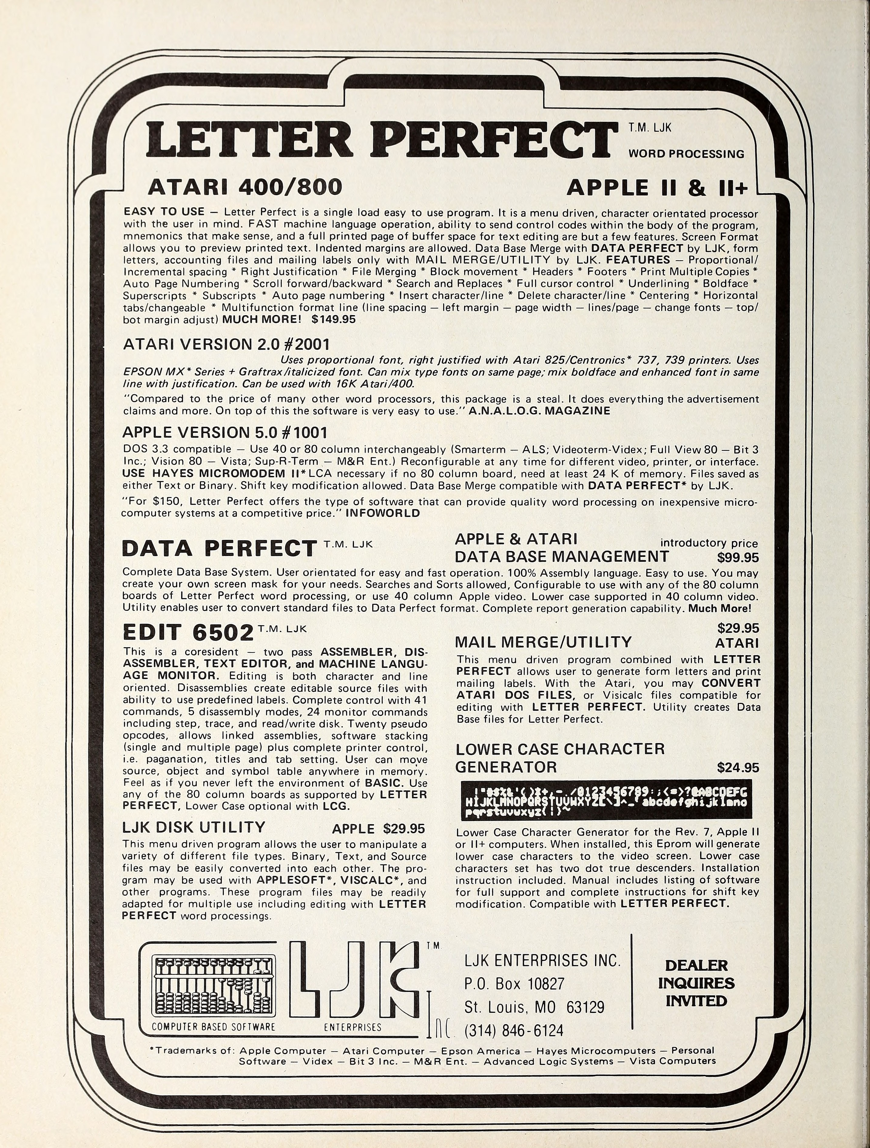 LETTER PERFECT T.M. LJK
WORD PROCESSING
ATARI 400/800 APPLE II & II+
EASY TO USE — Letter Perfect is a single load easy to use program. It is a menu driven, character orientated processor
with the user in mind. FAST machine language operation, ability to send control codes within the body of the program,
mnemonics that make sense, and a full printed page of buffer space for text editing are but a few features. Screen Format
allows you to preview printed text. Indented margins are allowed. Data Base Merge with DATA PERFECT by LJK, form
letters, accounting files and mailing labels only with MAIL MERGE/UTILITY by LJK. FEATURES — Proportional/
Incremental spacing * Right Justification * File Merging * Block movement * Headers * Footers * Print Multiple Copies *
Auto Page Numbering * Scroll forward/backward * Search and Replaces * Full cursor control * Underlining * Boldface *
Superscripts * Subscripts * Auto page numbering * Insert character/line * Delete character/line * Centering * Horizontal
tabs/changeable * Multifunction format line (line spacing — left margin — page width — lines/page — change fonts — top/
bot margin adjust) MUCH MORE! $149.95
ATARI VERSION 2.0 #2001
Uses proportional font, right justified with Atari 825/Centronics* 737, 739 printers. Uses
EPSON MX* Series + Graftrax/italicized font. Can mix type fonts on same page; mix boldface and enhanced font in same
line with justification. Can be used with 16K Atari/400.
"Compared to the price of many other word processors, this package is a steal. It does everything the advertisement
claims and more. On top of this the software is very easy to use." A.N.A.L.O.G. MAGAZINE
APPLE VERSION 5.0 #1001
DOS 3.3 compatible — Use 40 or 80 column interchangeably (Smarterm — ALS; Videoterm-Videx; Full View 80 — Bit 3
Inc.; Vision 80 — Vista; Sup-R-Term — M&R Ent.) Reconfigurable at any time for different video, printer, or interface.
USE HAYES MICROMODEM II* LCA necessary if no 80 column board, need at least 24 K of memory. Files saved as
either Text or Binary. Shift key modification allowed. Data Base Merge compatible with DATA PERFECT* by LJK.
"For $150, Letter Perfect offers the type of software that can provide quality word processing on inexpensive micro-
computer systems at a competitive price." INFOWORLD
DATA PERFECT T.M. LJK
APPLE & ATARI introductory price
DATA BASE MANAGEMENT $99.95
Complete Data Base System. User orientated for easy and fast operation. 100% Assembly language. Easy to use. You may
create your own screen mask for your needs. Searches and Sorts allowed, Configurable to use with any of the 80 column
boards of Letter Perfect word processing, or use 40 column Apple video. Lower case supported in 40 column video.
Utility enables user to convert standard files to Data Perfect format. Complete report generation capability. Much More!
EDIT 6502 T.M. LJK
This is a coresident — two pass ASSEMBLER, DIS-
ASSEMBLER, TEXT EDITOR, and MACHINE LANGU-
AGE MONITOR. Editing is both character and line
oriented. Disassemblies create editable source files with
ability to use predefined labels. Complete control with 41
commands, 5 disassembly modes, 24 monitor commands
including step, trace, and read/write disk. Twenty pseudo
opcodes, allows linked assemblies, software stacking
(single and multiple page) plus complete printer control,
i.e. pagination, titles and tab setting. User can move
source, object and symbol table anywhere in memory.
Feel as if you never left the environment of BASIC. Use
any of the 80 column boards as supported by LETTER
PERFECT, Lower Case optional with LCG.
LJK DISK UTILITY APPLE $29.95
This menu driven program allows the user to manipulate a
variety of different file types. Binary, Text, and Source
files may be easily converted into each other. The pro-
gram may be used with APPLESOFT*, VISCALC*, and
other programs. These program files may be readily
adapted for multiple use including editing with LETTER
PERFECT word processings.
$29.95
MAIL MERGE/UTILITY ATARI
This menu driven program combined with LETTER
PERFECT allows user to generate form letters and print
mailing labels. With the Atari, you may CONVERT
ATARI DOS FILES, or Visicalc files compatible for
editing with LETTER PERFECT. Utility creates Data
Base files for Letter Perfect.
LOWER CASE CHARACTER
GENERATOR $24.95
!"#$%&'()*+,-./0123456789:;<=>?@ABCDEFG
HIJKLMNOPQRSTUVWXYZ[\]^_`abcdefghijklmno
pqrstuvwxyz{|}~
Lower Case Character Generator for the Rev. 7, Apple II
or II+ computers. When installed, this Eprom will generate
lower case characters to the video screen. Lower case
characters set has two dot true descenders. Installation
instruction included. Manual includes listing of software
for full support and complete instructions for shift key
modification. Compatible with LETTER PERFECT.
COMPUTER BASED SOFTWARE
LJK TM
ENTERPRISES INC
LJK ENTERPRISES INC.
P.O. Box 10827
St. Louis, MO 63129
(314) 846-6124
DEALER
INQUIRES
INVITED
*Trademarks of: Apple Computer — Atari Computer — Epson America — Hayes Microcomputers — Personal
Software — Videx — Bit 3 Inc. — M&R Ent. — Advanced Logic Systems — Vista Computers